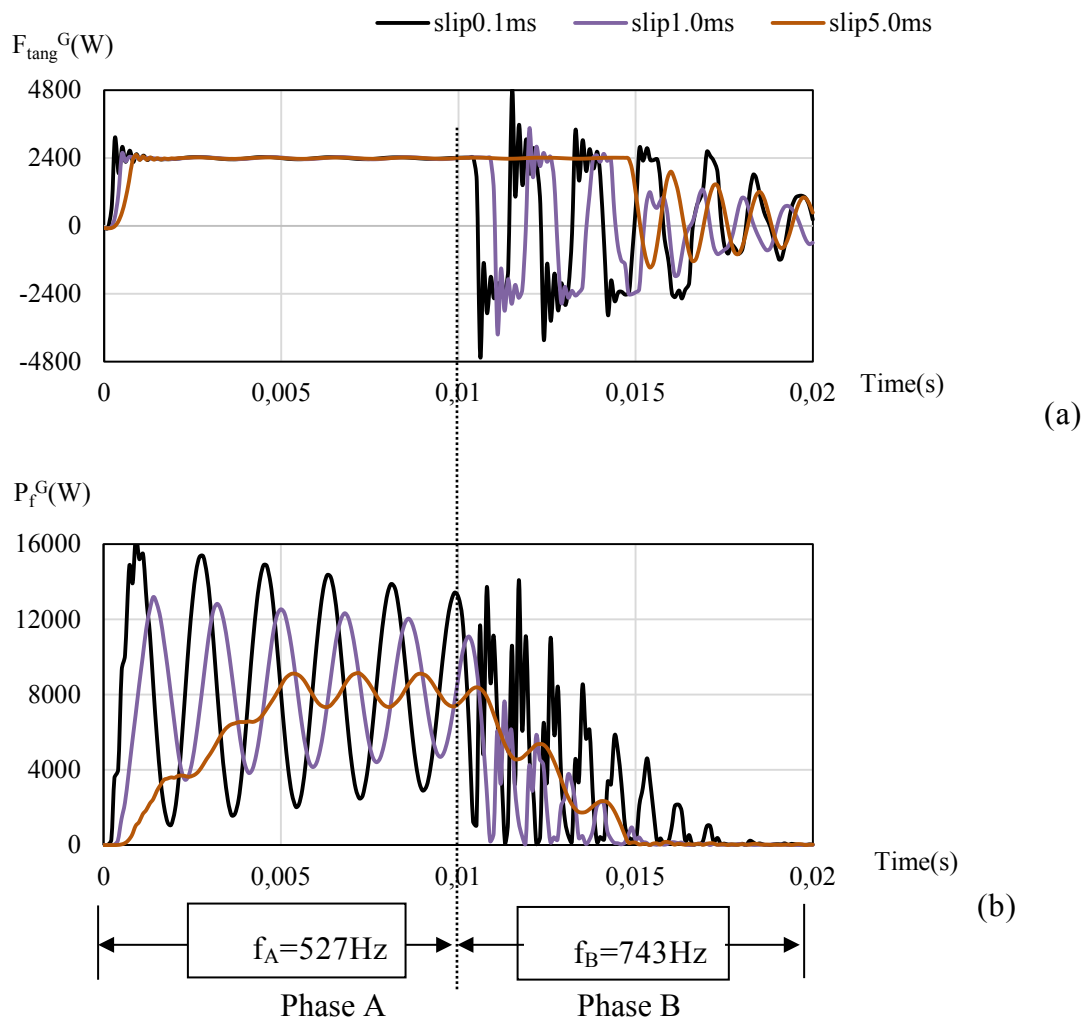 slip0.1ms slip1.0ms slip5.0ms
F_tang^G(W)
4800
2400
0
-2400
-4800
0 0,005 0,01 0,015 0,02 Time(s)
(a)
P_f^G(W)
16000
12000
8000
4000
0
0 0,005 0,01 0,015 0,02 Time(s)
(b)
f_A=527Hz f_B=743Hz
Phase A Phase B